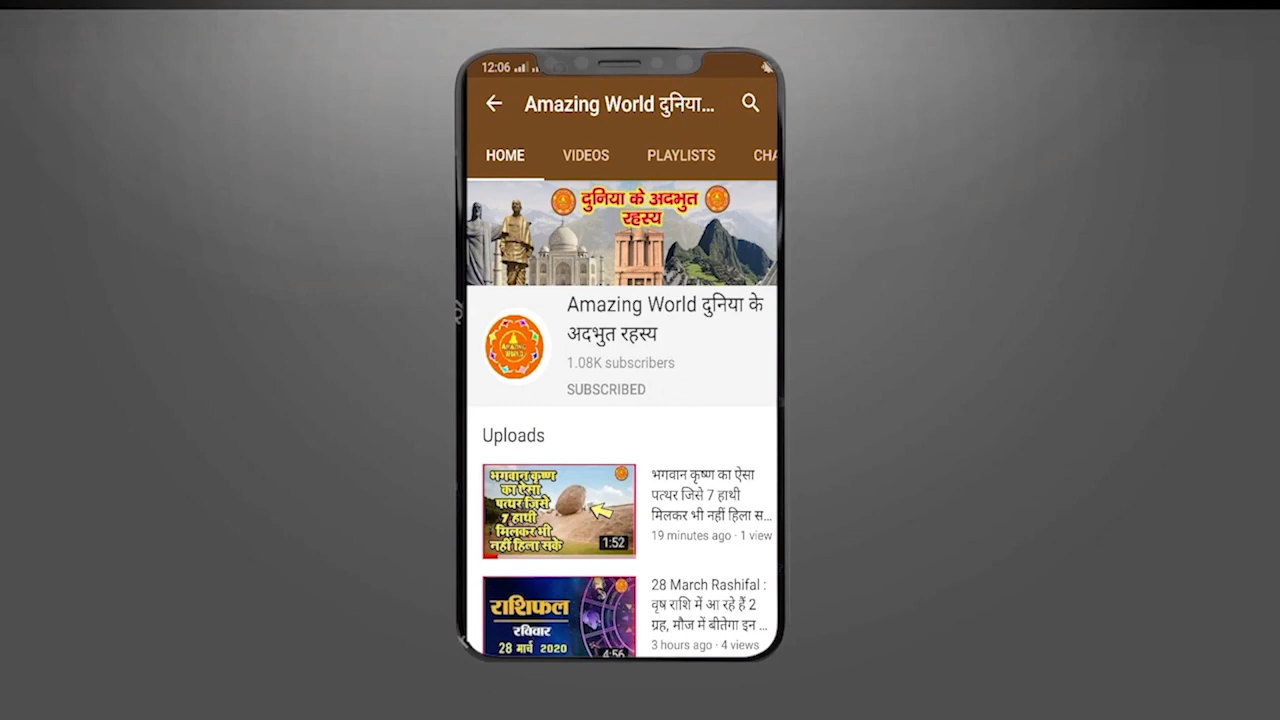 12:06
Amazing World दुनिया...
HOME VIDEOS PLAYLISTS CHA
दुनिया के अदभुत
रहस्य
Amazing World दुनिया के
अदभुत रहस्य
AMAZING
WORLD
1.08K subscribers
SUBSCRIBED
Uploads
भगवान कृष्ण
का ऐसा
पत्थर जिसे
7 हाथी
मिलकर भी
नहीं हिला सके
1:52
भगवान कृष्ण का ऐसा
पत्थर जिसे 7 हाथी
मिलकर भी नहीं हिला स...
19 minutes ago · 1 view
राशिफल
रविवार
28 मार्च 2020
4:56
28 March Rashifal :
वृष राशि में आ रहे हैं 2
ग्रह, मौज में बीतेगा इन ...
3 hours ago · 4 views